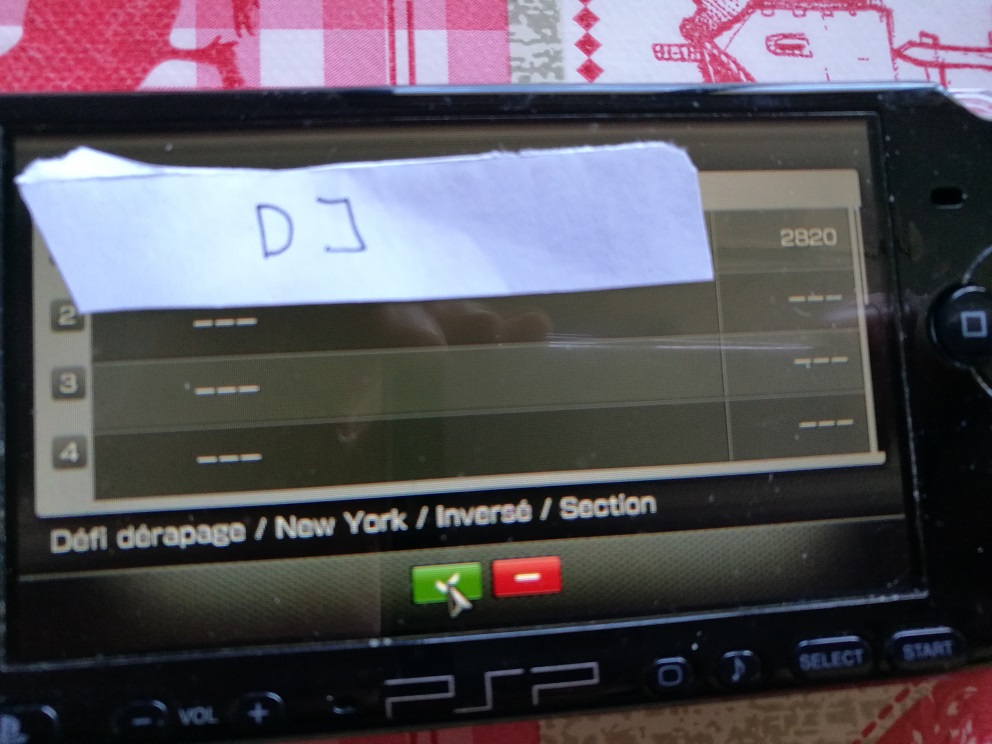 DJ
2820
2 --- ---
3 --- ---
4 --- ---
Défi dérapage / New York / Inversé / Section
- VOL + PSP SELECT START